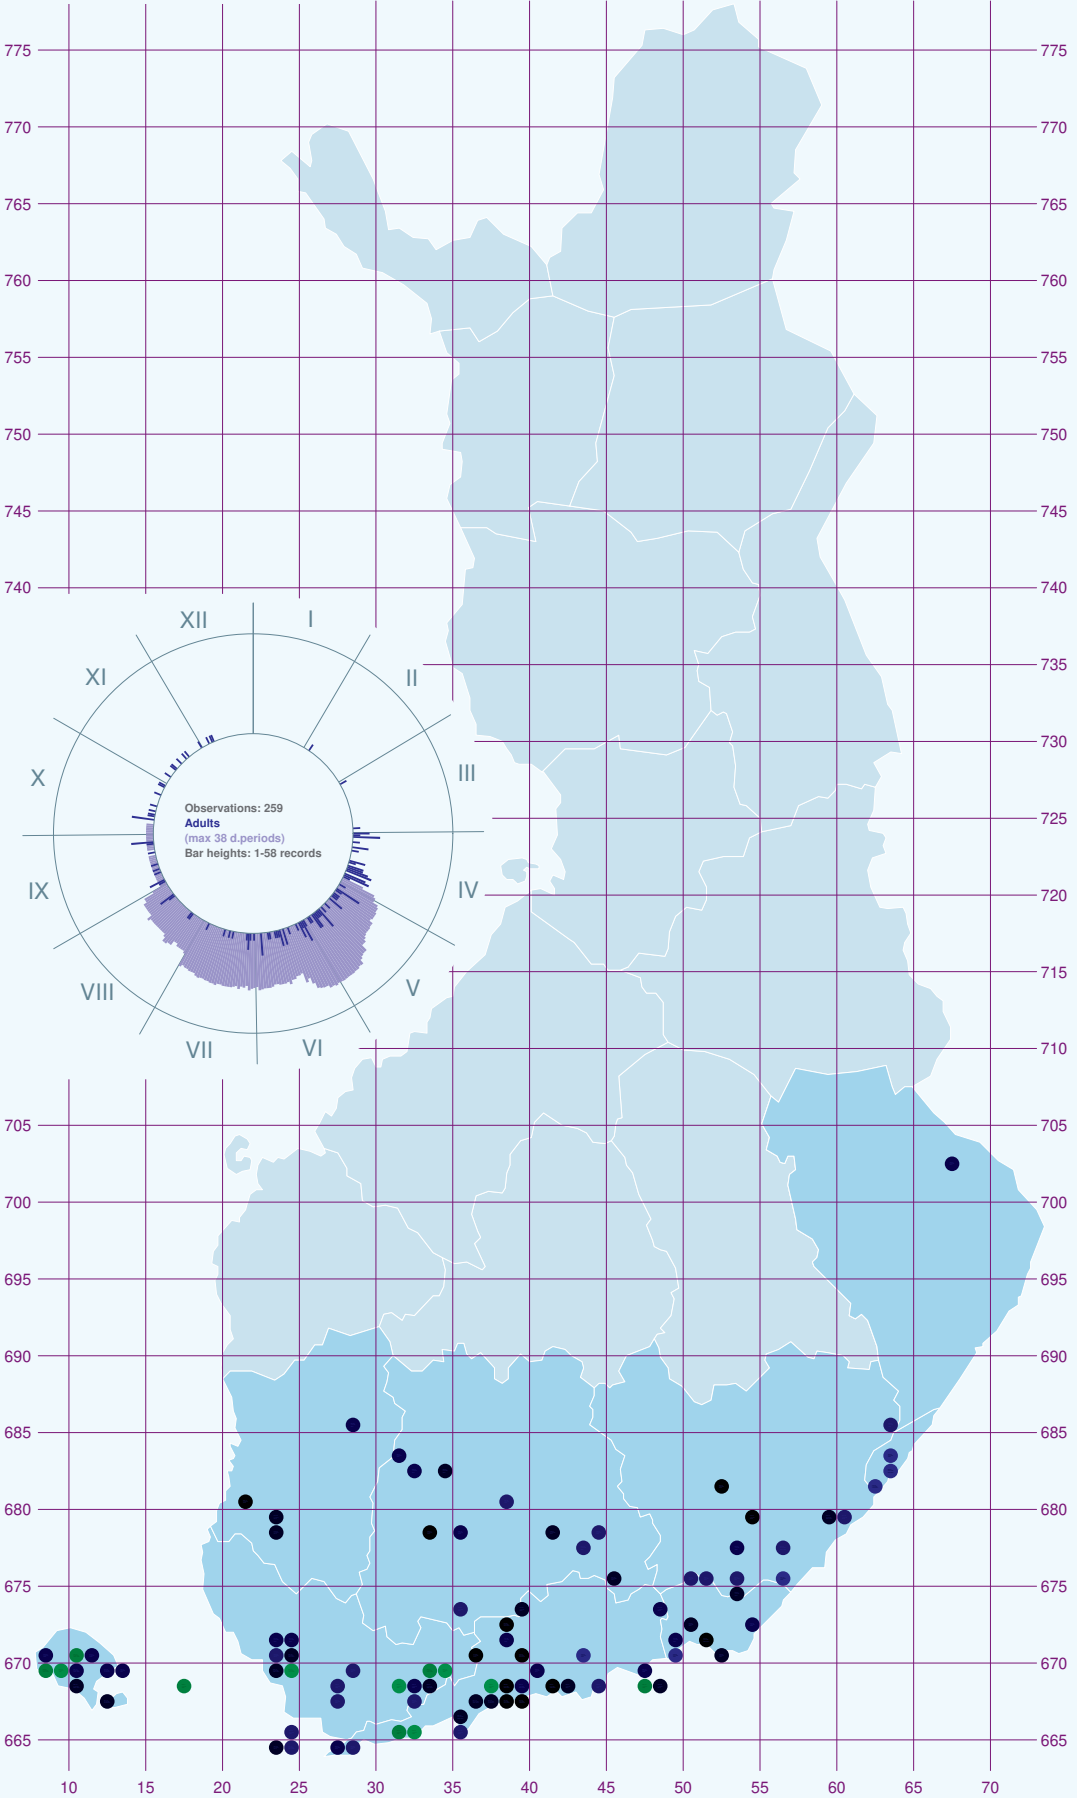 775 775
770 770
765 765
760 760
755 755
750 750
745 745
740 740
XII I
735
XI II
730
X III
725
Observations: 259
Adults
(max 38 d.periods)
Bar heights: 1-58 records
IX IV
720
715
VIII V
VII VI
710
705 705
700 700
695 695
690 690
685 685
680 680
675 675
670 670
665 665
10 15 20 25 30 35 40 45 50 55 60 65 70